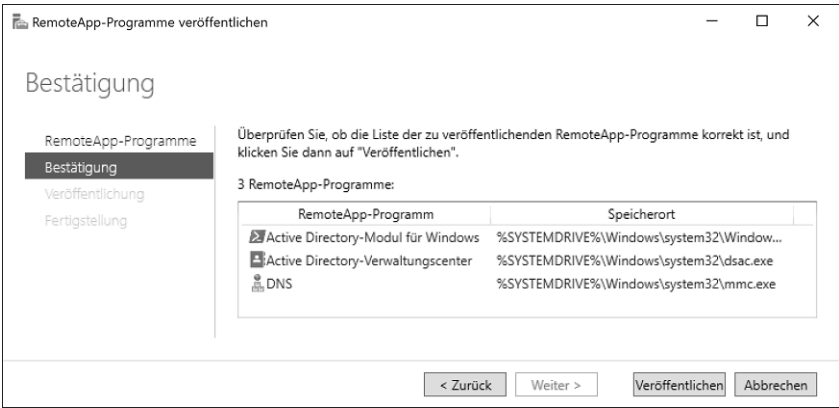 RemoteApp-Programme veröffentlichen
Bestätigung
RemoteApp-Programme
Bestätigung
Veröffentlichung
Fertigstellung
Überprüfen Sie, ob die Liste der zu veröffentlichenden RemoteApp-Programme korrekt ist, und
klicken Sie dann auf "Veröffentlichen".
3 RemoteApp-Programme:
RemoteApp-Programm Speicherort
Active Directory-Modul für Windows %SYSTEMDRIVE%\Windows\system32\Window...
Active Directory-Verwaltungscenter %SYSTEMDRIVE%\Windows\system32\dsac.exe
DNS %SYSTEMDRIVE%\Windows\system32\mmc.exe
< Zurück Weiter > Veröffentlichen Abbrechen